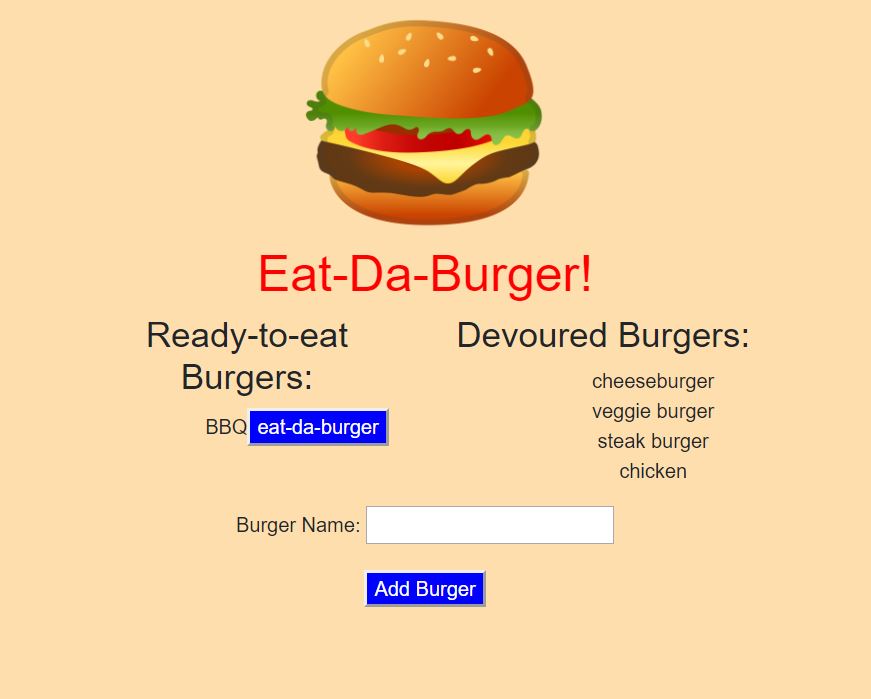 Eat-Da-Burger!
Ready-to-eat
Burgers:
BBQ eat-da-burger
Devoured Burgers:
cheeseburger
veggie burger
steak burger
chicken
Burger Name:
Add Burger